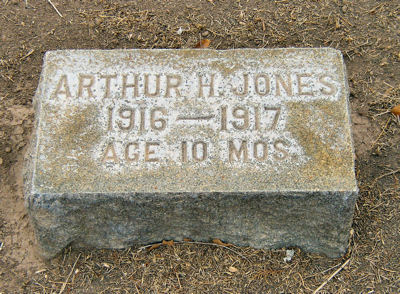 ARTHUR H. JONES
1916 — 1917
AGE 10 MOS.